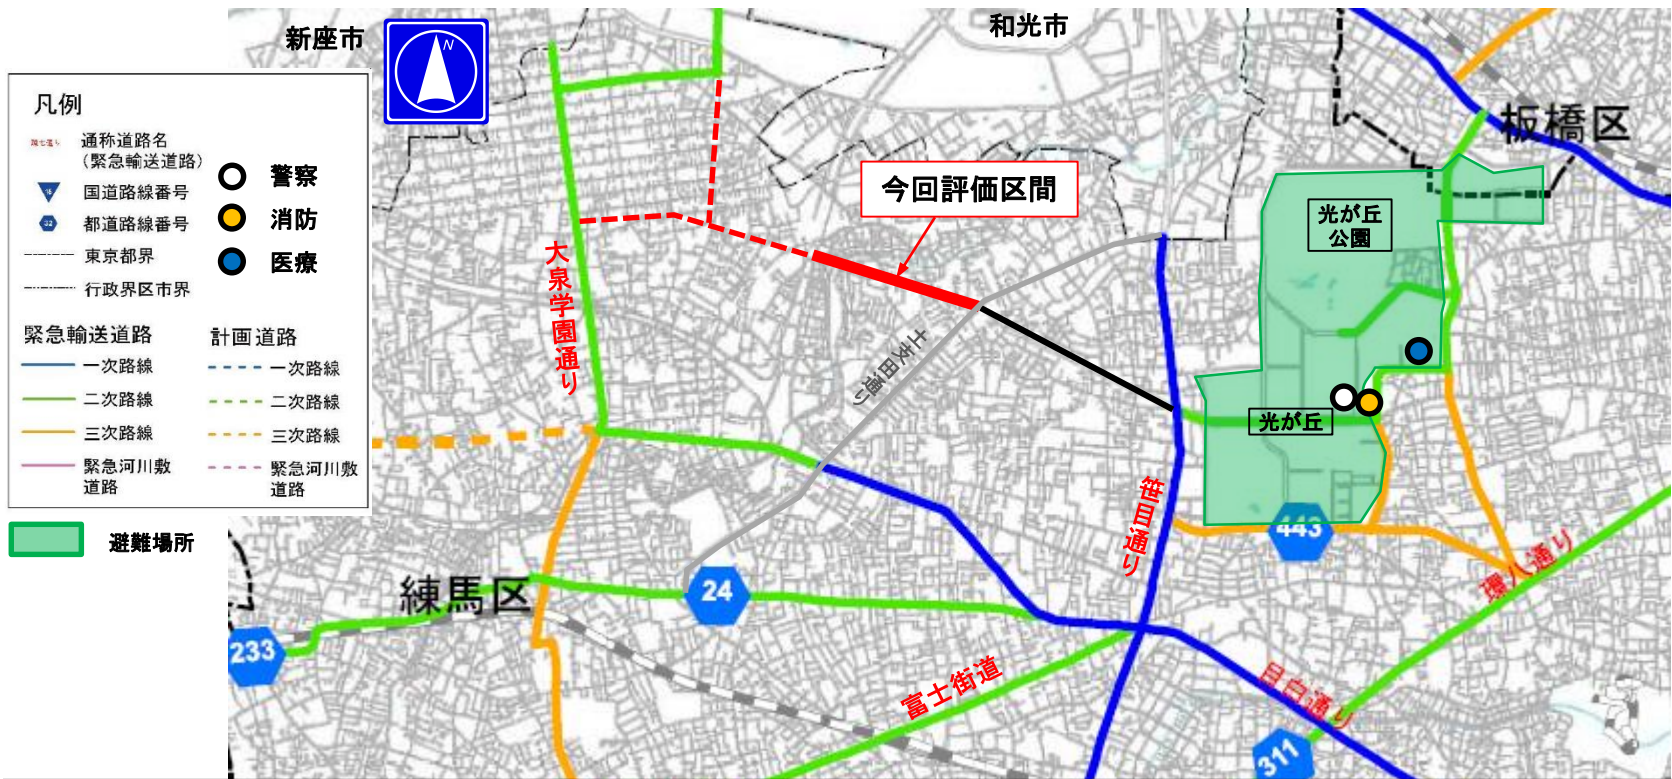 新座市
N
和光市
板橋区
凡例
環七通り
通称道路名
(緊急輸送道路)
国道路線番号
都道路線番号
東京都界
行政界区市界
警察
消防
医療
緊急輸送道路
計画道路
一次路線
一次路線
二次路線
二次路線
三次路線
三次路線
緊急河川敷
道路
緊急河川敷
道路
避難場所
今回評価区間
光が丘
公園
大泉学園通り
土支田通り
光が丘
笹目通り
443
環八通り
練馬区
24
233
富士街道
目白通り
311